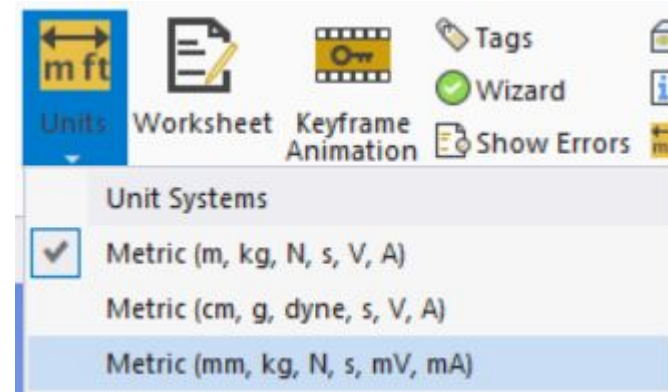 m ft
Units
Worksheet
Keyframe
Animation
Tags
Wizard
Show Errors
Unit Systems
Metric (m, kg, N, s, V, A)
Metric (cm, g, dyne, s, V, A)
Metric (mm, kg, N, s, mV, mA)